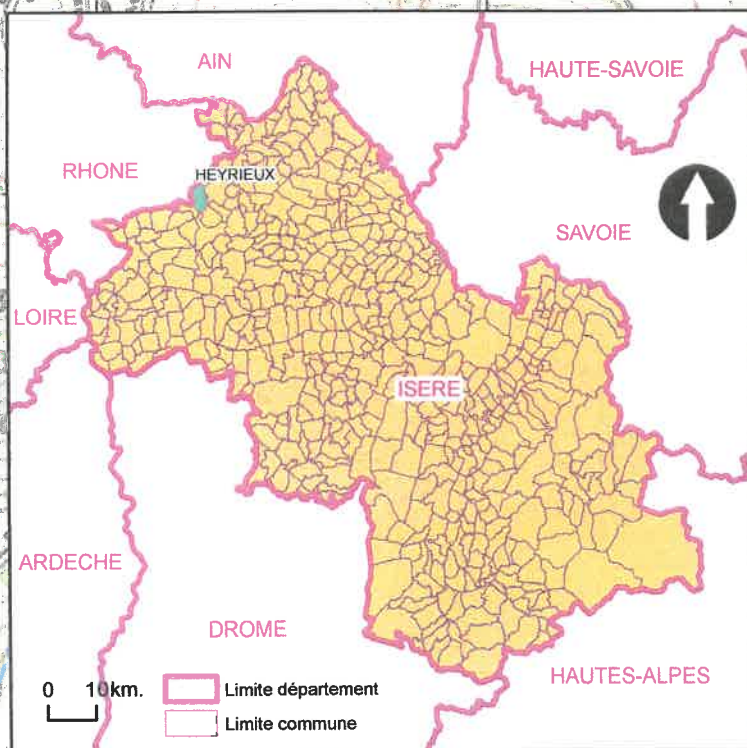 AIN
HAUTE-SAVOIE
RHONE
HEYRIEUX
SAVOIE
LOIRE
ISERE
ARDECHE
DROME
HAUTES-ALPES
0 10km.
Limite département
Limite commune